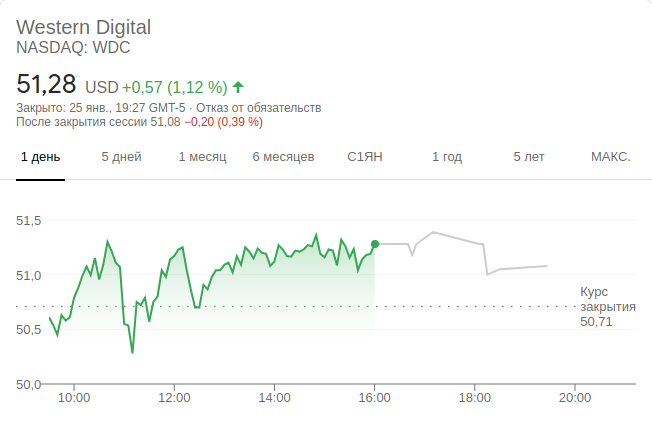 Western Digital
NASDAQ: WDC
51,28 USD +0,57 (1,12 %)
Закрыто: 25 янв., 19:27 GMT-5 · Отказ от обязательств
После закрытия сессии 51,08 −0,20 (0,39 %)
1 день 5 дней 1 месяц 6 месяцев С1ЯН 1 год 5 лет МАКС.
51,5
51,0
Курс
закрытия
50,71
50,5
50,0
10:00 12:00 14:00 16:00 18:00 20:00